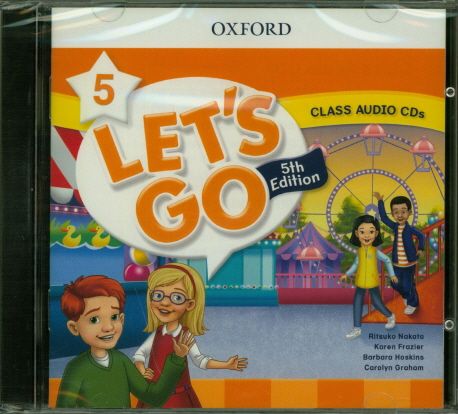 OXFORD
5
LET'S
GO
5th
Edition
CLASS AUDIO CDs
Ritsuko Nakata
Karen Frazier
Barbara Hoskins
Carolyn Graham